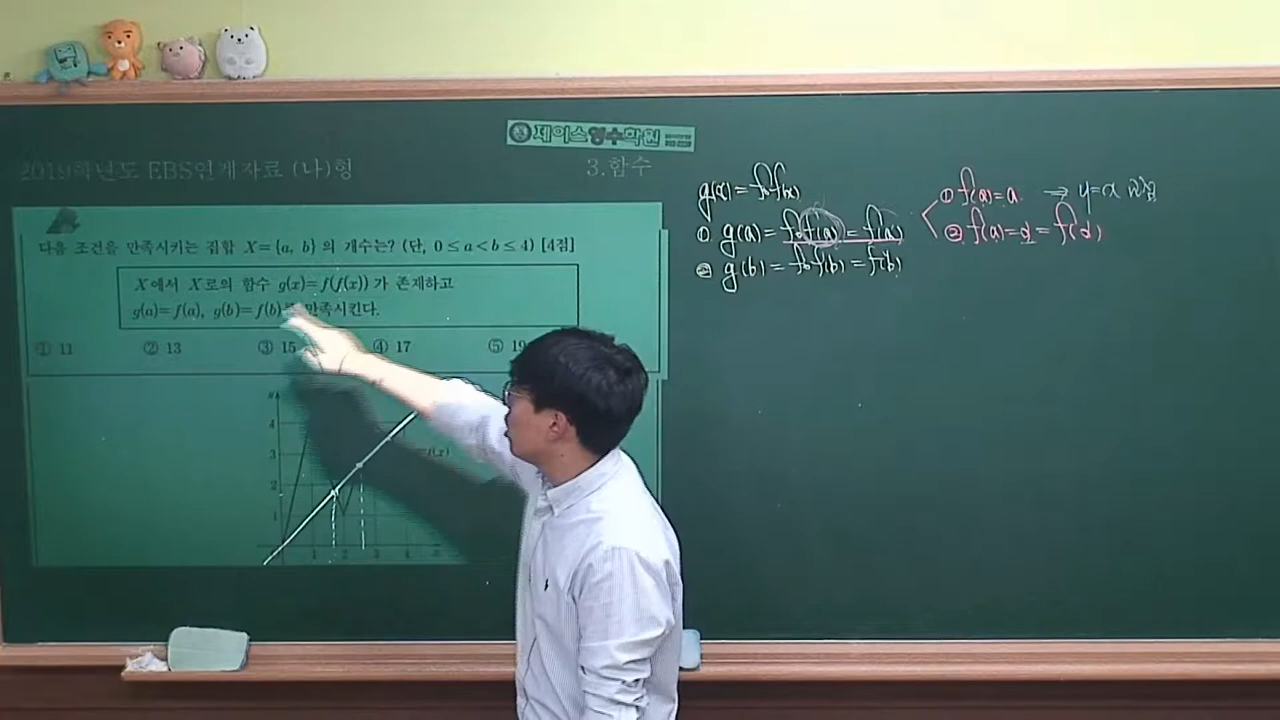 제이스영수학원
2019학년도 EBS연계자료 (나)형
3.함수
다음 조건을 만족시키는 집합 X={a, b} 의 개수는? (단, 0≤a<b≤4) [4점]
X에서 X로의 함수 g(x)=f(f(x)) 가 존재하고
g(a)=f(a), g(b)=f(b) 만족시킨다.
① 11 ② 13 ③ 15 ④ 17 ⑤ 19
4
3
2
1
1 2 3 4
g(x) = f∘f(x)
① g(a) = f∘f(a) = f(a)
② g(b) = f∘f(b) = f(b)
① f(a)=a ⇒ y=x 교점
② f(a)=d=f(d)